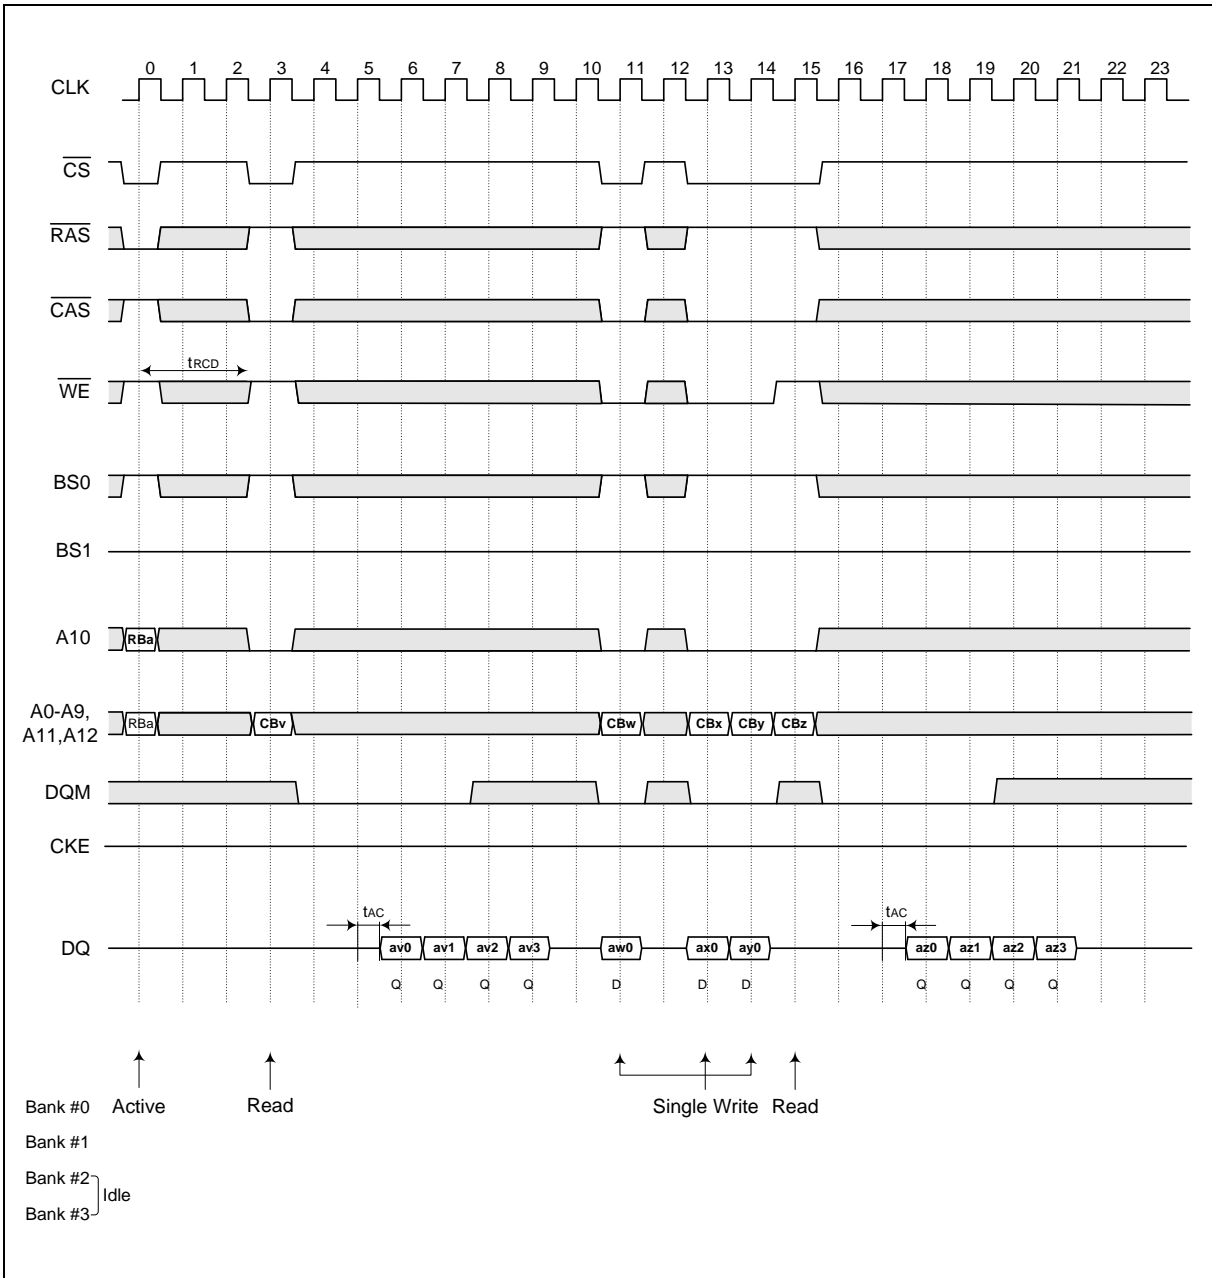 0 1 2 3 4 5 6 7 8 9 10 11 12 13 14 15 16 17 18 19 20 21 22 23
CLK
CS
RAS
CAS
tRCD
WE
BS0
BS1
A10 RBa
A0-A9,
A11,A12
RBa CBv CBw CBx CBy CBz
DQM
CKE
tAC tAC
DQ av0 av1 av2 av3 aw0 ax0 ay0 az0 az1 az2 az3
Q Q Q Q D D D Q Q Q Q
Bank #0 Active Read Single Write Read
Bank #1
Bank #2
Idle
Bank #3